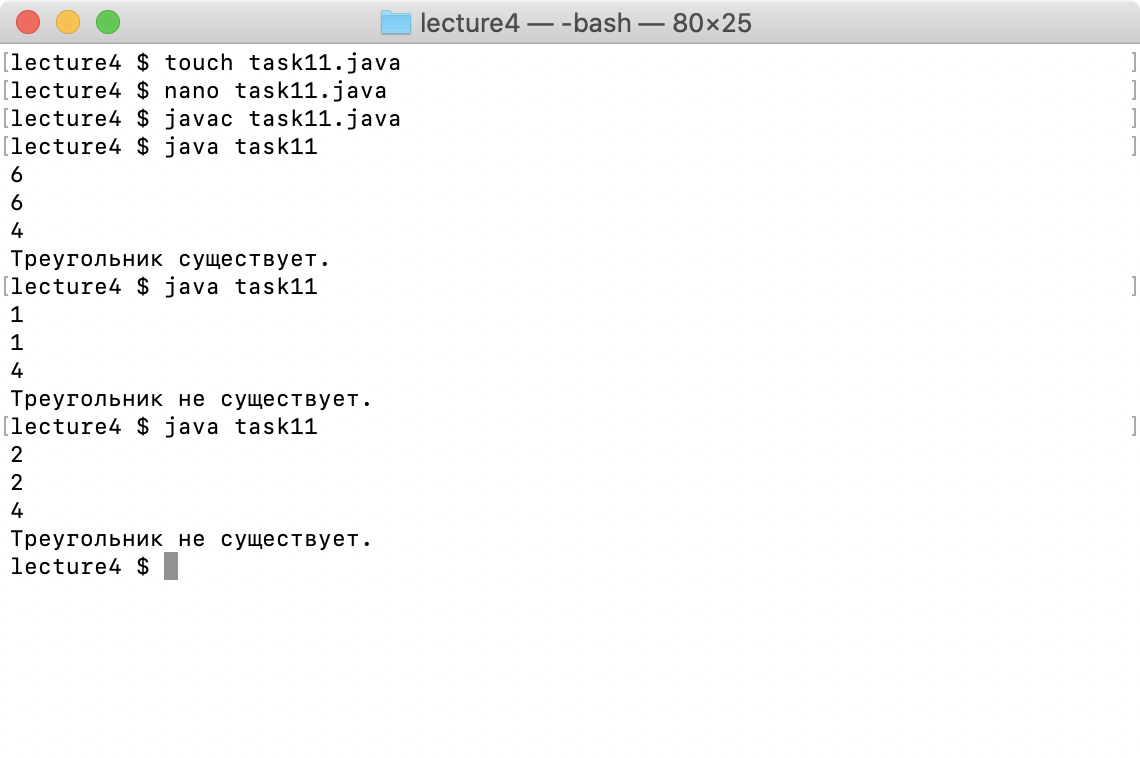 lecture4 — -bash — 80×25
[lecture4 $ touch task11.java ]
[lecture4 $ nano task11.java ]
[lecture4 $ javac task11.java ]
[lecture4 $ java task11 ]
6
6
4
Треугольник существует.
[lecture4 $ java task11 ]
1
1
4
Треугольник не существует.
[lecture4 $ java task11 ]
2
2
4
Треугольник не существует.
lecture4 $